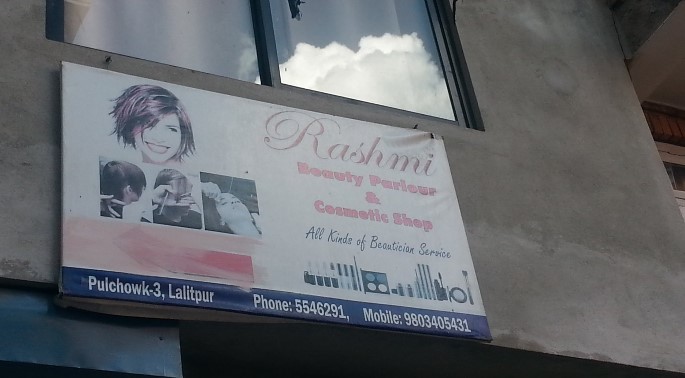 Rashmi
Beauty Parlour
&
Cosmetic Shop
All Kinds of Beautician Service
Pulchowk-3, Lalitpur Phone: 5546291, Mobile: 9803405431